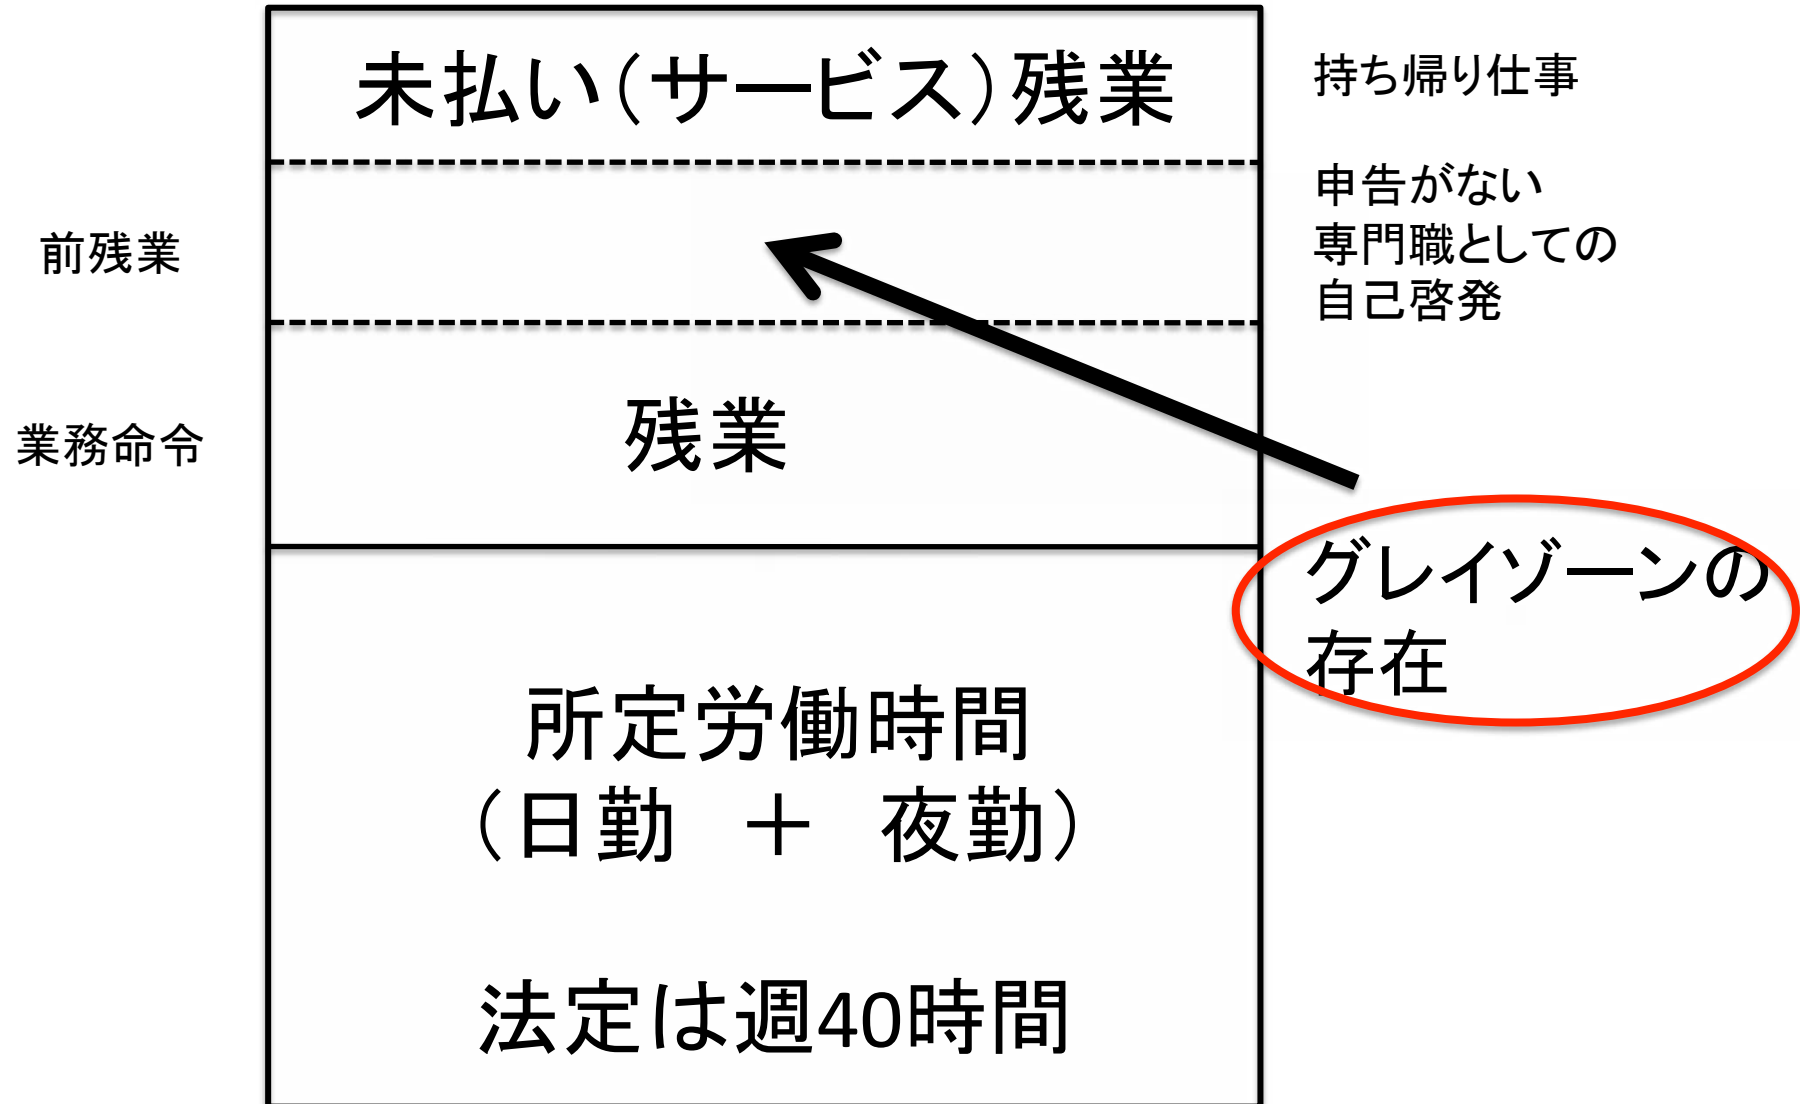 未払い(サービス)残業
持ち帰り仕事
前残業
申告がない
専門職としての
自己啓発
業務命令
残業
グレイゾーンの
存在
所定労働時間
(日勤 + 夜勤)
法定は週40時間